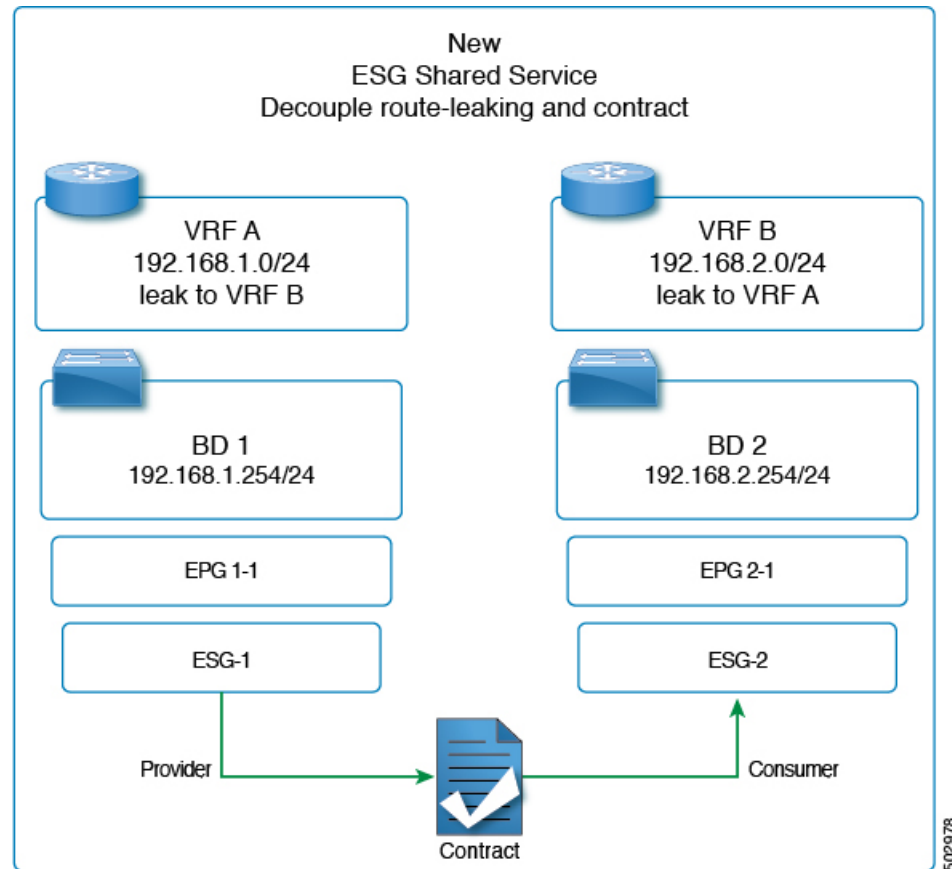 New
ESG Shared Service
Decouple route-leaking and contract
VRF A
192.168.1.0/24
leak to VRF B
VRF B
192.168.2.0/24
leak to VRF A
BD 1
192.168.1.254/24
BD 2
192.168.2.254/24
EPG 1-1
EPG 2-1
ESG-1
ESG-2
Provider
Consumer
Contract
502978